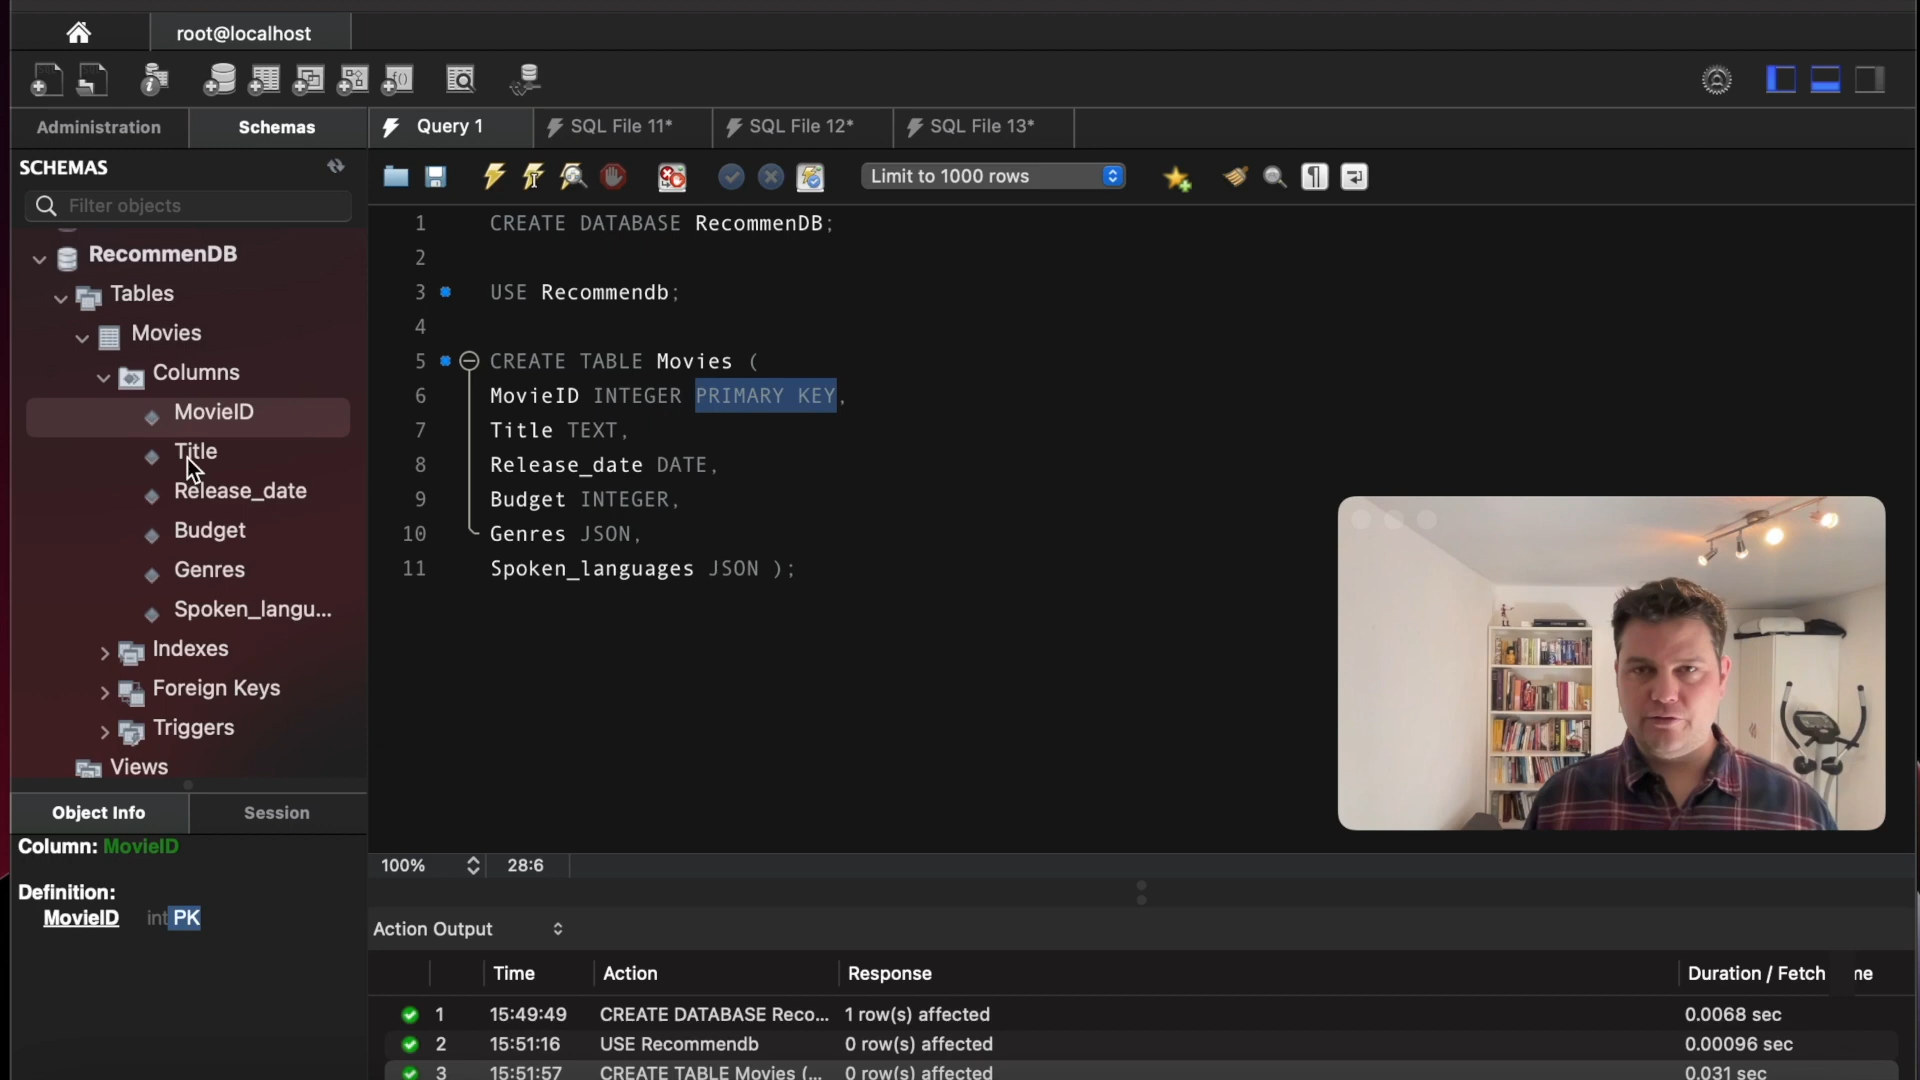 root@localhost
Administration
Schemas
Query 1
SQL File 11*
SQL File 12*
SQL File 13*
SCHEMAS
Filter objects
Limit to 1000 rows
RecommenDB
Tables
Movies
Columns
MovieID
Title
Release_date
Budget
Genres
Spoken_langu...
Indexes
Foreign Keys
Triggers
Views
1 CREATE DATABASE RecommenDB;
2
3 USE Recommendb;
4
5 CREATE TABLE Movies (
6 MovieID INTEGER PRIMARY KEY,
7 Title TEXT,
8 Release_date DATE,
9 Budget INTEGER,
10 Genres JSON,
11 Spoken_languages JSON );
Object Info
Session
Column: MovieID
Definition:
MovieID int PK
100%
28:6
Action Output
Time Action Response Duration / Fetch ne
1 15:49:49 CREATE DATABASE Reco... 1 row(s) affected 0.0068 sec
2 15:51:16 USE Recommendb 0 row(s) affected 0.00096 sec
3 15:51:57 CREATE TABLE Movies (... 0 row(s) affected 0.031 sec